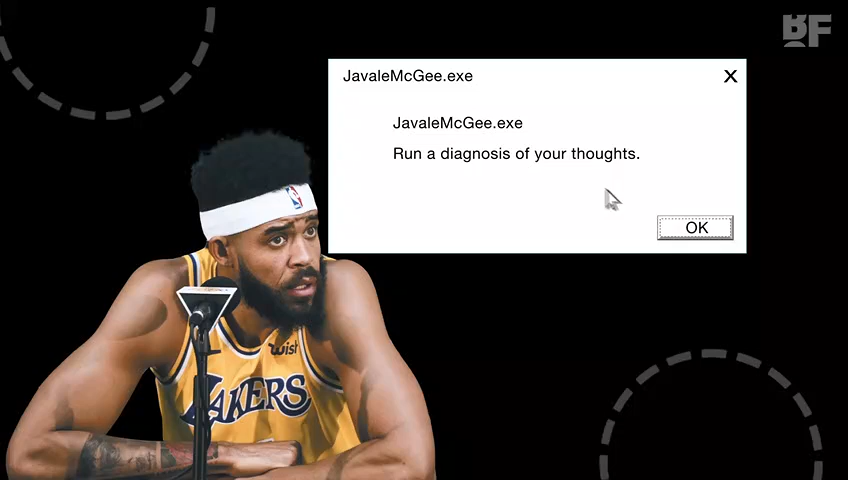 BF
JavaleMcGee.exe
X
JavaleMcGee.exe
Run a diagnosis of your thoughts.
OK
wish
LAKERS